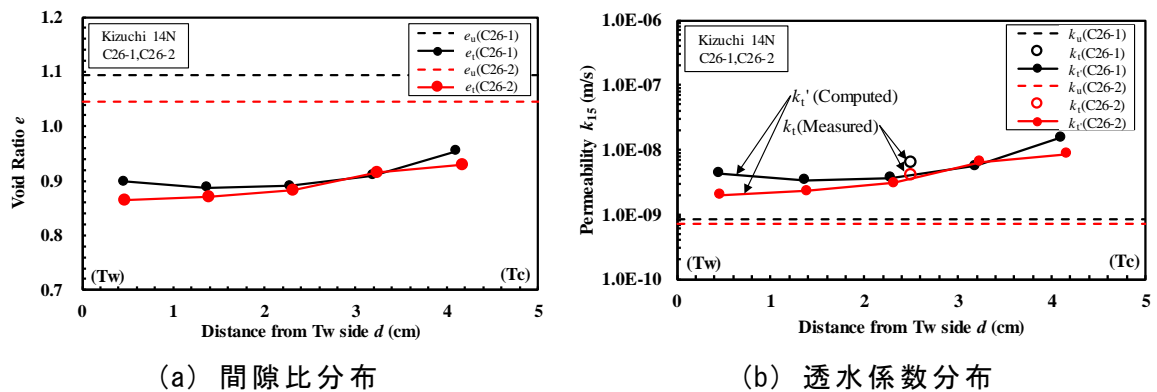 1.2
1.1
1.0
0.9
0.8
0.7
Void Ratio e
Kizuchi 14N
C26-1,C26-2
eu(C26-1)
et(C26-1)
eu(C26-2)
et(C26-2)
(Tw)
(Tc)
0 1 2 3 4 5
Distance from Tw side d (cm)
(a) 間隙比分布
1.0E-06
1.0E-07
1.0E-08
1.0E-09
1.0E-10
Permeability k15 (m/s)
Kizuchi 14N
C26-1,C26-2
ku(C26-1)
kt(C26-1)
kt'(C26-1)
ku(C26-2)
kt(C26-2)
kt'(C26-2)
kt' (Computed)
kt(Measured)
(Tw)
(Tc)
0 1 2 3 4 5
Distance from Tw side d (cm)
(b) 透水係数分布